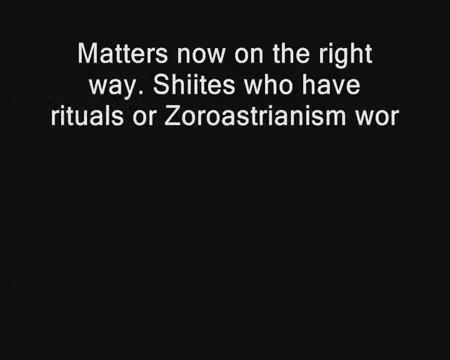 Matters now on the right
way. Shiites who have
rituals or Zoroastrianism wor